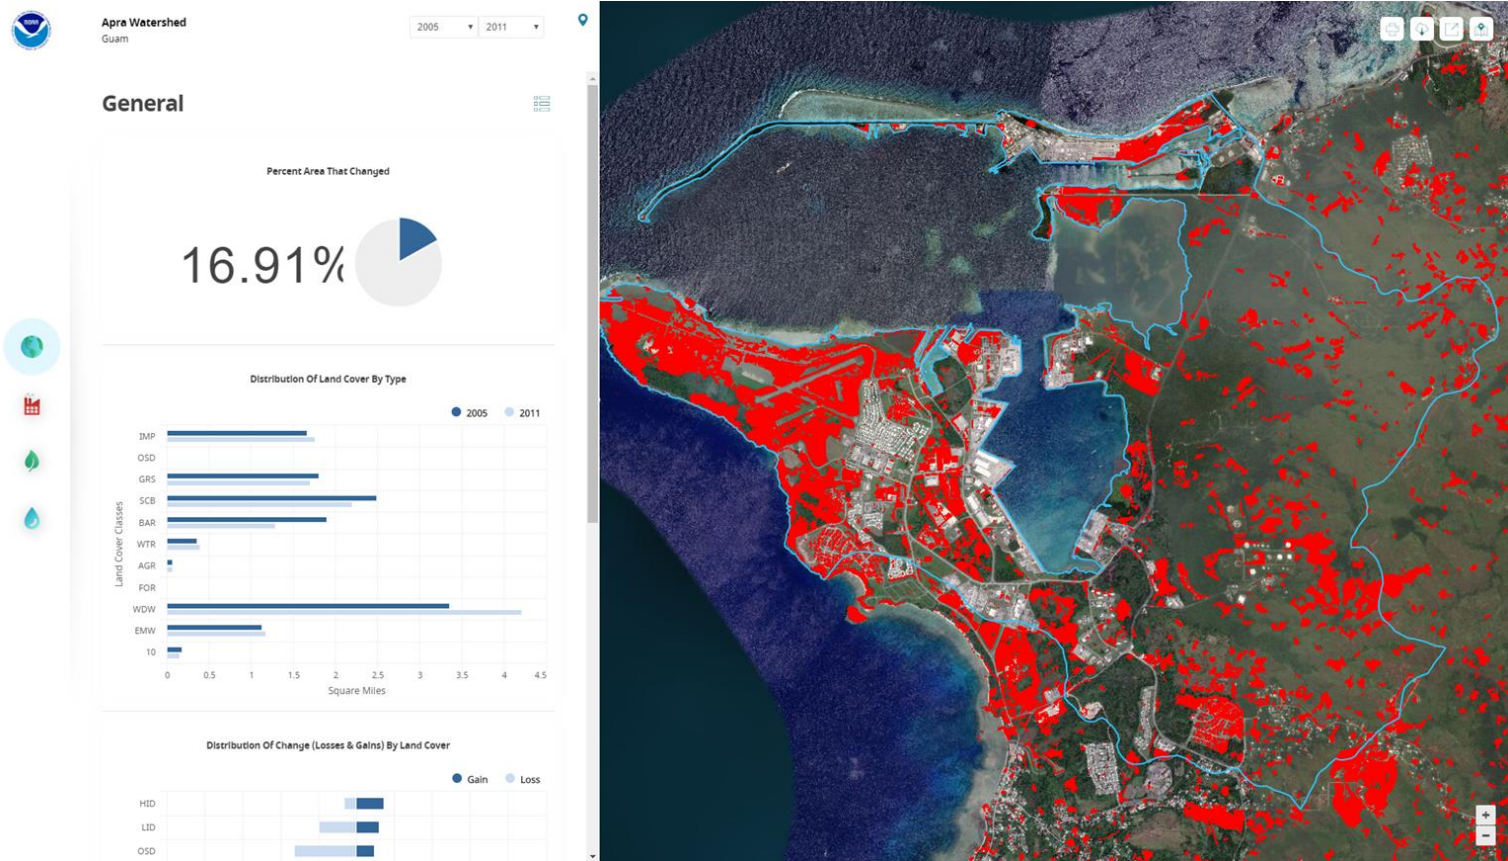 NOAA
Apra Watershed
Guam
2005
2011
General
Percent Area That Changed
16.91%
Distribution Of Land Cover By Type
2005
2011
IMP
OSD
GRS
SCB
BAR
WTR
AGR
FOR
WDW
EMW
10
Land Cover Classes
0 0.5 1 1.5 2 2.5 3 3.5 4 4.5
Square Miles
Distribution Of Change (Losses & Gains) By Land Cover
Gain
Loss
HID
LID
OSD
+
−